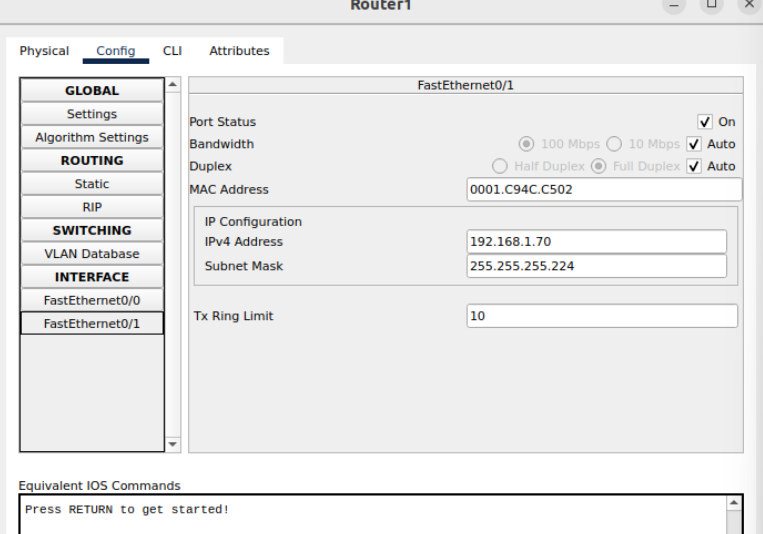 Router1
Physical Config CLI Attributes
GLOBAL
Settings
Algorithm Settings
ROUTING
Static
RIP
SWITCHING
VLAN Database
INTERFACE
FastEthernet0/0
FastEthernet0/1
FastEthernet0/1
Port Status On
Bandwidth 100 Mbps 10 Mbps Auto
Duplex Half Duplex Full Duplex Auto
MAC Address 0001.C94C.C502
IP Configuration
IPv4 Address 192.168.1.70
Subnet Mask 255.255.255.224
Tx Ring Limit 10
Equivalent IOS Commands
Press RETURN to get started!